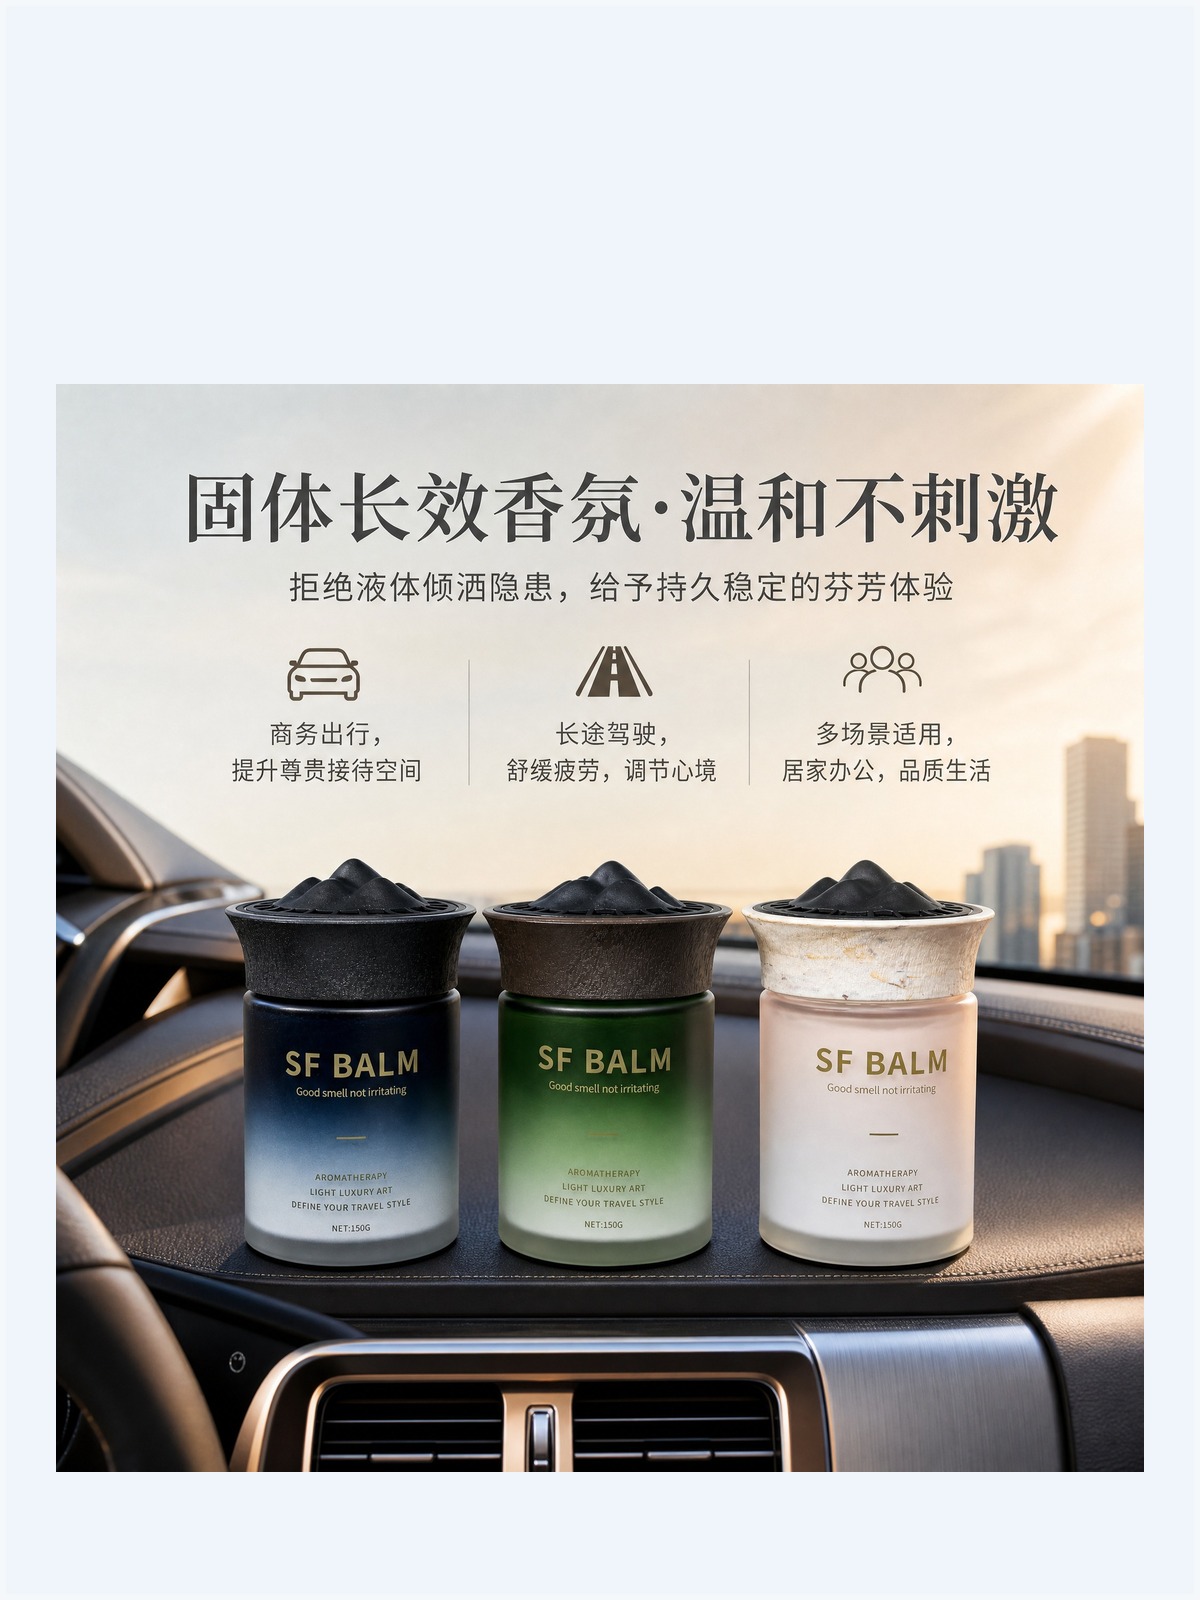 固体长效香氛·温和不刺激
拒绝液体倾洒隐患，给予持久稳定的芬芳体验
商务出行，
提升尊贵接待空间
长途驾驶，
舒缓疲劳，调节心境
多场景适用，
居家办公，品质生活
SF BALM
Good smell not irritating
AROMATHERAPY
LIGHT LUXURY ART
DEFINE YOUR TRAVEL STYLE
NET:150G
SF BALM
Good smell not irritating
AROMATHERAPY
LIGHT LUXURY ART
DEFINE YOUR TRAVEL STYLE
NET:150G
SF BALM
Good smell not irritating
AROMATHERAPY
LIGHT LUXURY ART
DEFINE YOUR TRAVEL STYLE
NET:150G